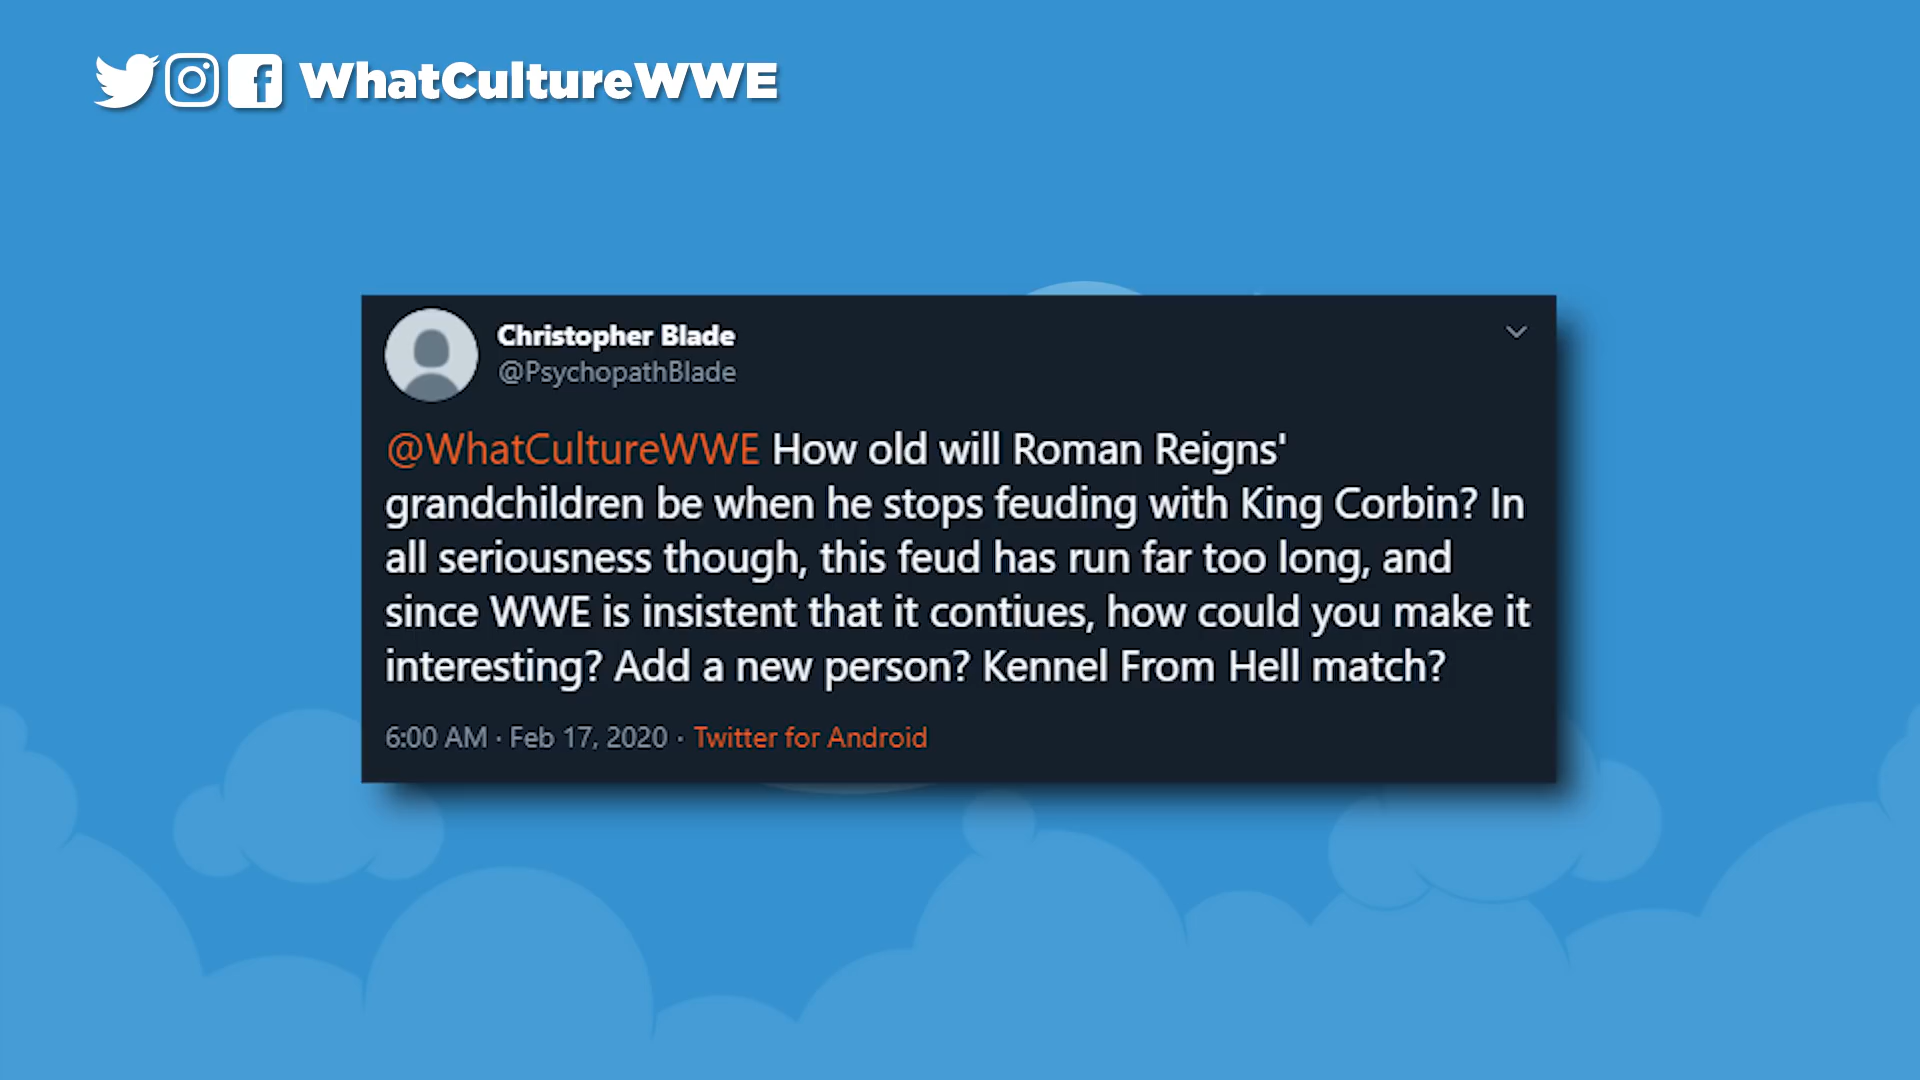 WhatCultureWWE
Christopher Blade
@PsychopathBlade
@WhatCultureWWE How old will Roman Reigns'
grandchildren be when he stops feuding with King Corbin? In
all seriousness though, this feud has run far too long, and
since WWE is insistent that it contiues, how could you make it
interesting? Add a new person? Kennel From Hell match?
6:00 AM · Feb 17, 2020 · Twitter for Android